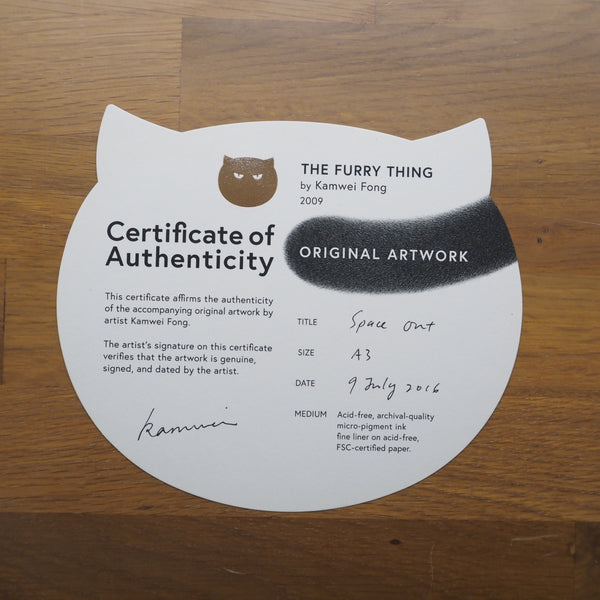 THE FURRY THING
by Kamwei Fong
2009
Certificate of
Authenticity
ORIGINAL ARTWORK
This certificate affirms the authenticity
of the accompanying original artwork by
artist Kamwei Fong.
The artist's signature on this certificate
verifies that the artwork is genuine,
signed, and dated by the artist.
kamwei
TITLE Space out
SIZE A3
DATE 9 July 2016
MEDIUM Acid-free, archival-quality
micro-pigment ink
fine liner on acid-free,
FSC-certified paper.